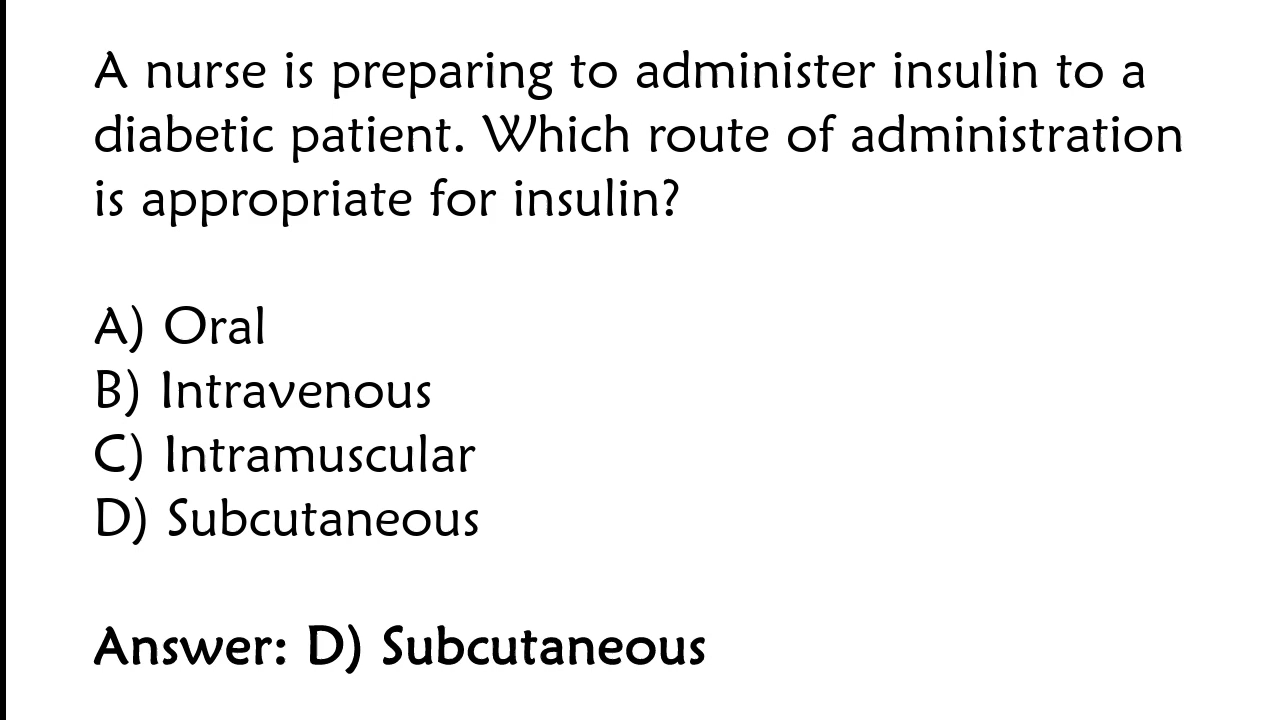 A nurse is preparing to administer insulin to a
diabetic patient. Which route of administration
is appropriate for insulin?
A) Oral
B) Intravenous
C) Intramuscular
D) Subcutaneous
Answer: D) Subcutaneous